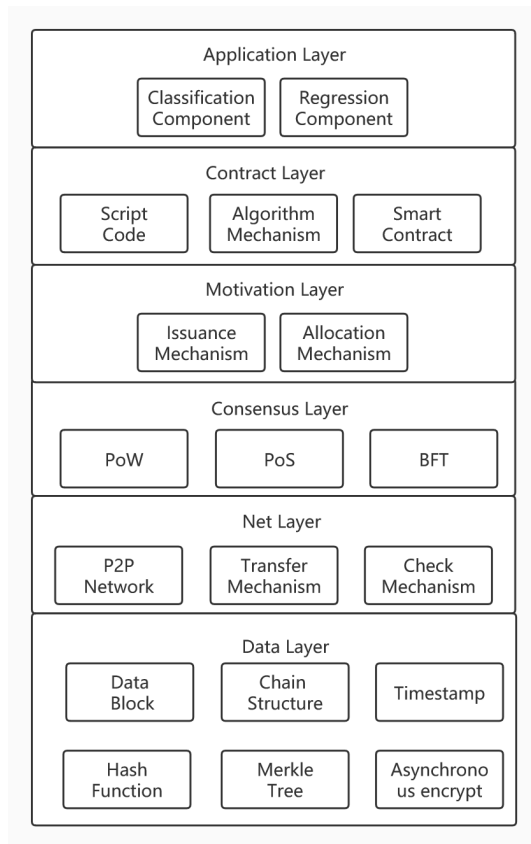 Application Layer
Classification
Component
Regression
Component
Contract Layer
Script
Code
Algorithm
Mechanism
Smart
Contract
Motivation Layer
Issuance
Mechanism
Allocation
Mechanism
Consensus Layer
PoW
PoS
BFT
Net Layer
P2P
Network
Transfer
Mechanism
Check
Mechanism
Data Layer
Data
Block
Chain
Structure
Timestamp
Hash
Function
Merkle
Tree
Asynchrono
us encrypt